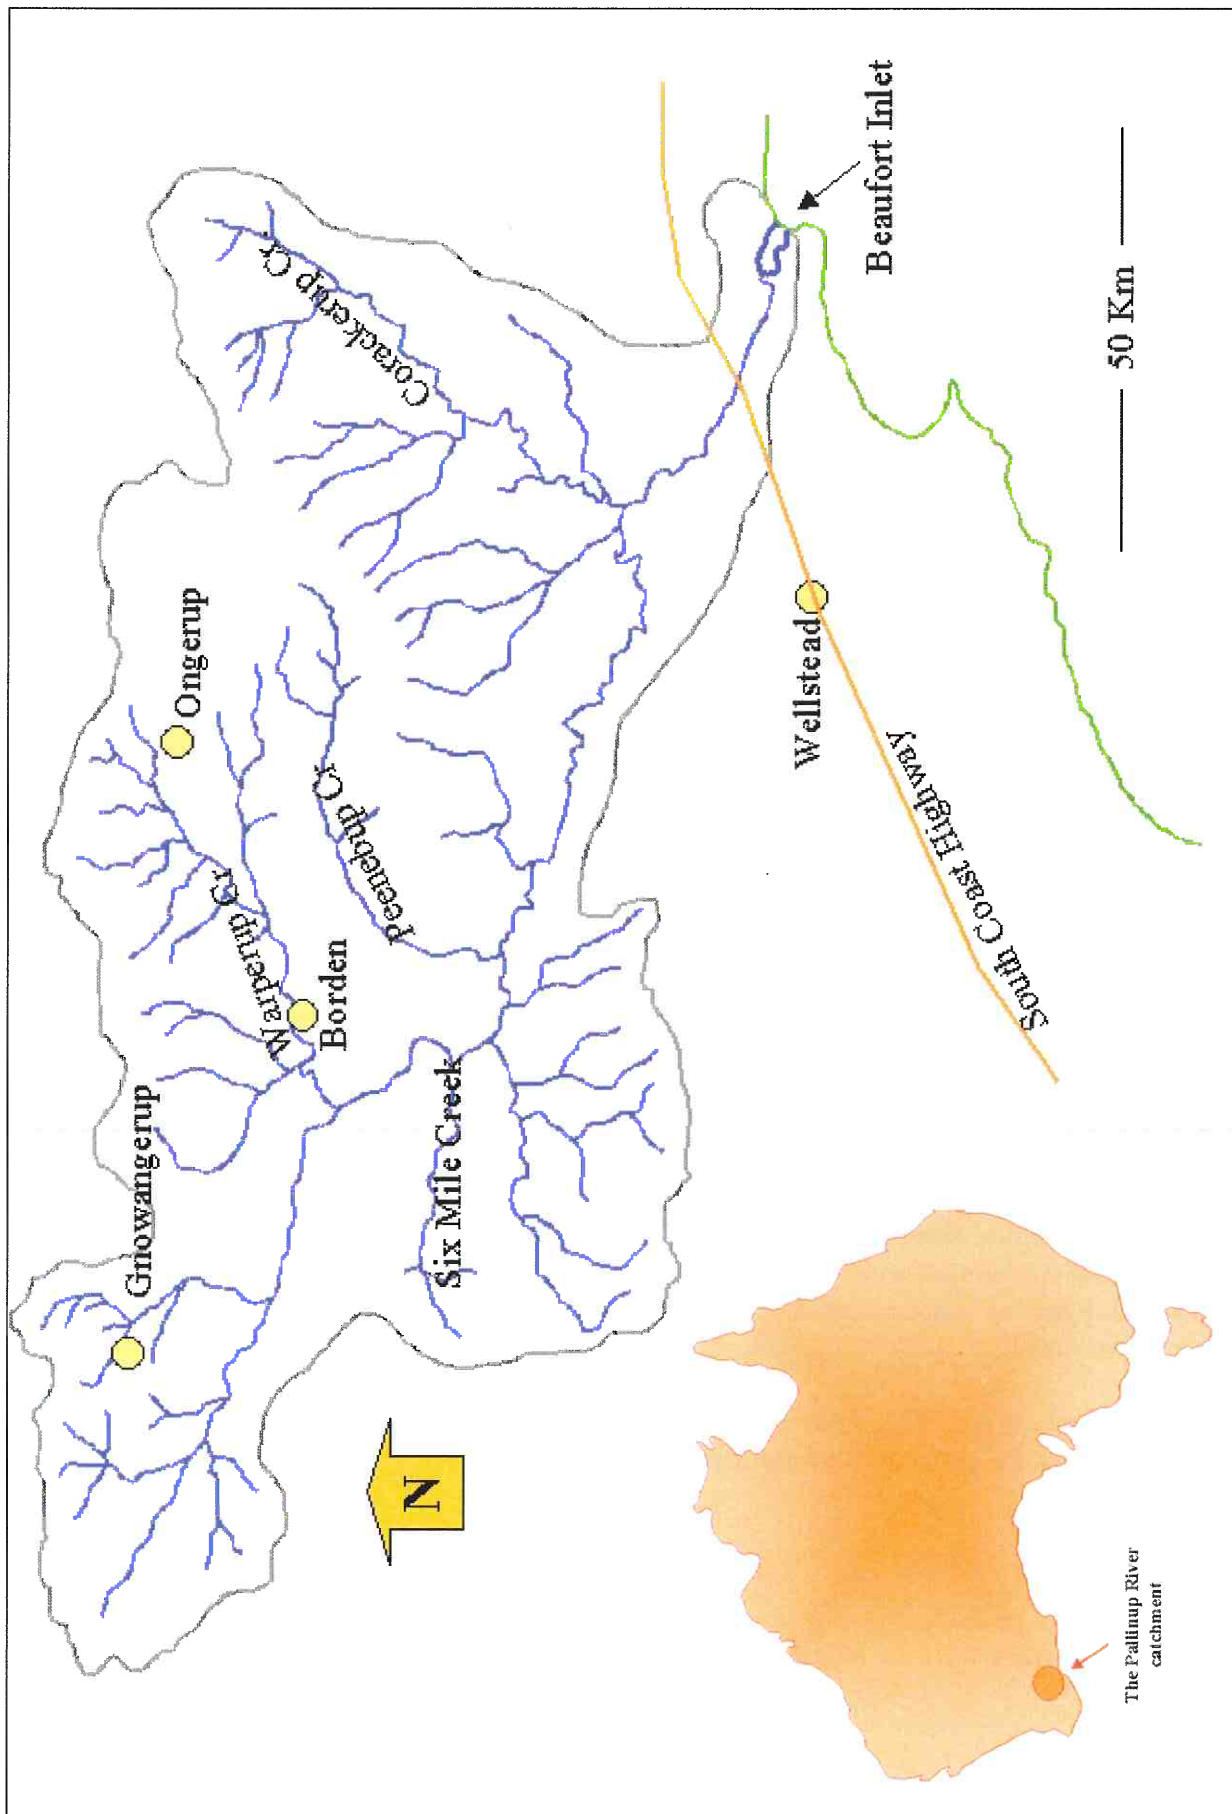 Gnowangerup
Ongerup
Warperup Cr
Borden
Corackerup Cr
Peenebup Cr
Six Mile Creek
N
Wellstead
South Coast Highway
Beaufort Inlet
50 Km
The Pallinup River
catchment